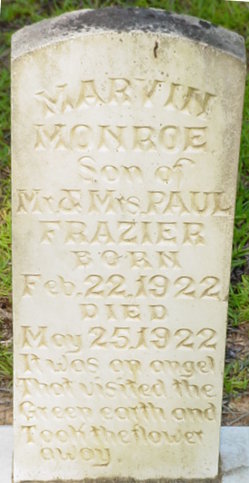 MARVIN
MONROE
Son of
Mr.& Mrs. PAUL
FRAZIER
BORN
Feb. 22, 1922,
DIED
May 25, 1922
It was an angel
That visited the
Green earth and
Took the flower
away